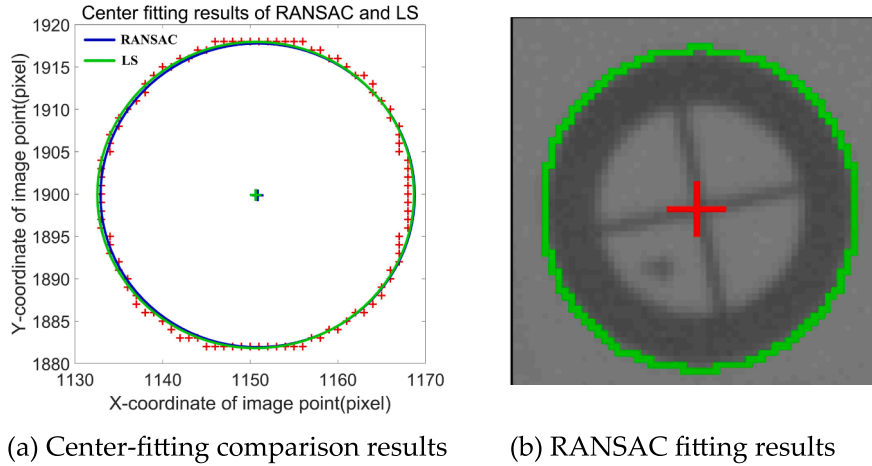 Center fitting results of RANSAC and LS
1920
1915
1910
1905
1900
1895
1890
1885
1880
Y-coordinate of image point(pixel)
RANSAC
LS
1130
1140
1150
1160
1170
X-coordinate of image point(pixel)
(a) Center-fitting comparison results
(b) RANSAC fitting results